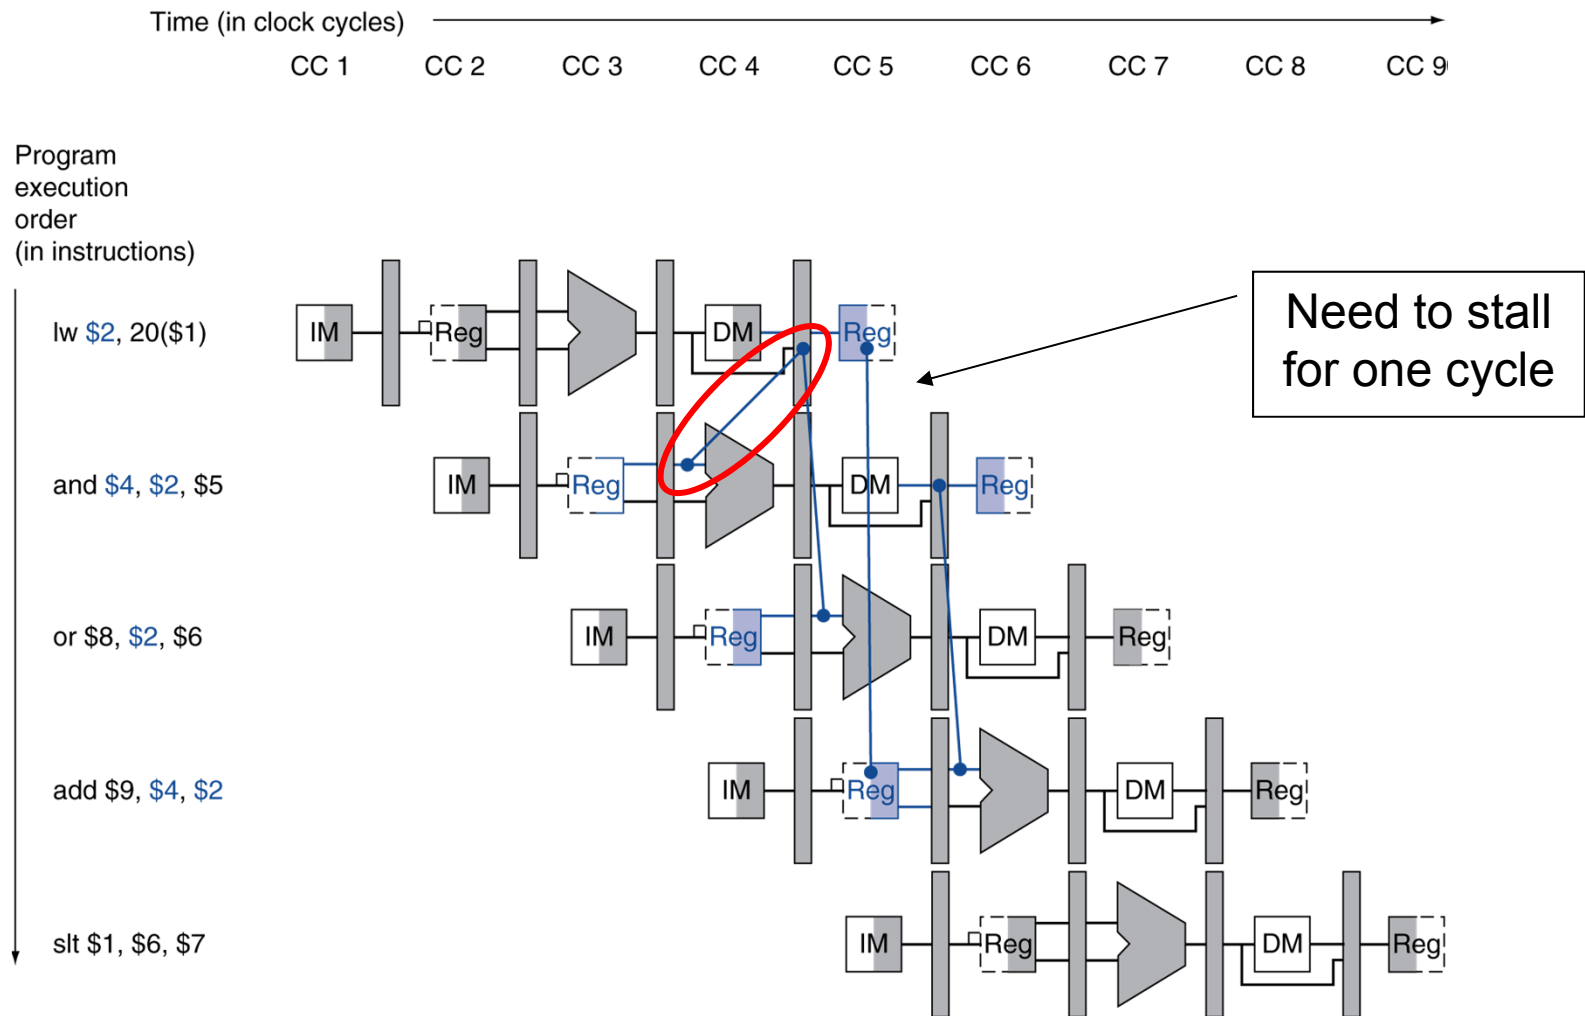 Time (in clock cycles)
CC 1 CC 2 CC 3 CC 4 CC 5 CC 6 CC 7 CC 8 CC 9
Program
execution
order
(in instructions)
Need to stall
for one cycle
lw $2, 20($1) IM Reg DM Reg
and $4, $2, $5 IM Reg DM Reg
or $8, $2, $6 IM Reg DM Reg
add $9, $4, $2 IM Reg DM Reg
slt $1, $6, $7 IM Reg DM Reg